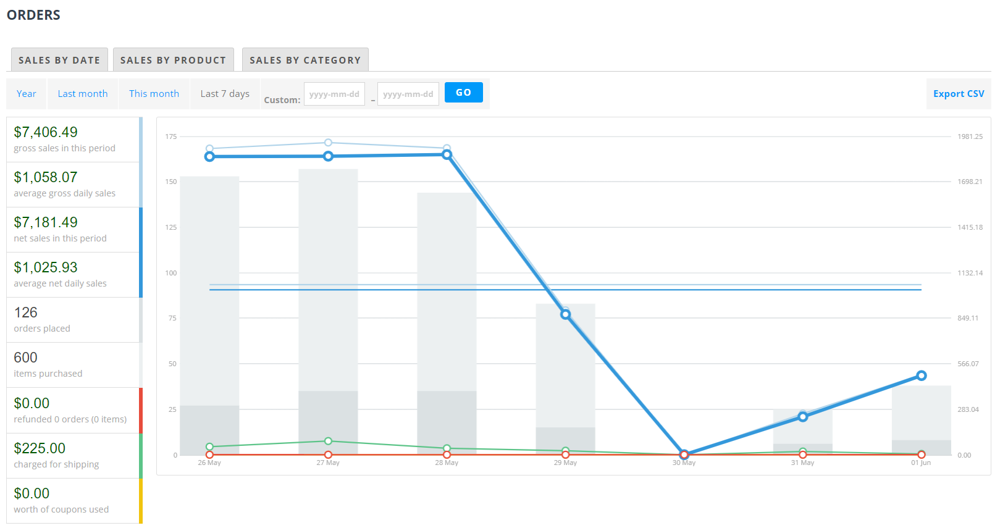 ORDERS
SALES BY DATE SALES BY PRODUCT SALES BY CATEGORY
Year Last month This month Last 7 days Custom: yyyy-mm-dd – yyyy-mm-dd GO Export CSV
$7,406.49
gross sales in this period
$1,058.07
average gross daily sales
$7,181.49
net sales in this period
$1,025.93
average net daily sales
126
orders placed
600
items purchased
$0.00
refunded 0 orders (0 items)
$225.00
charged for shipping
$0.00
worth of coupons used
175 1981.25
150 1698.21
125 1415.18
100 1132.14
75 849.11
50 566.07
25 283.04
0 0.00
26 May 27 May 28 May 29 May 30 May 31 May 01 Jun